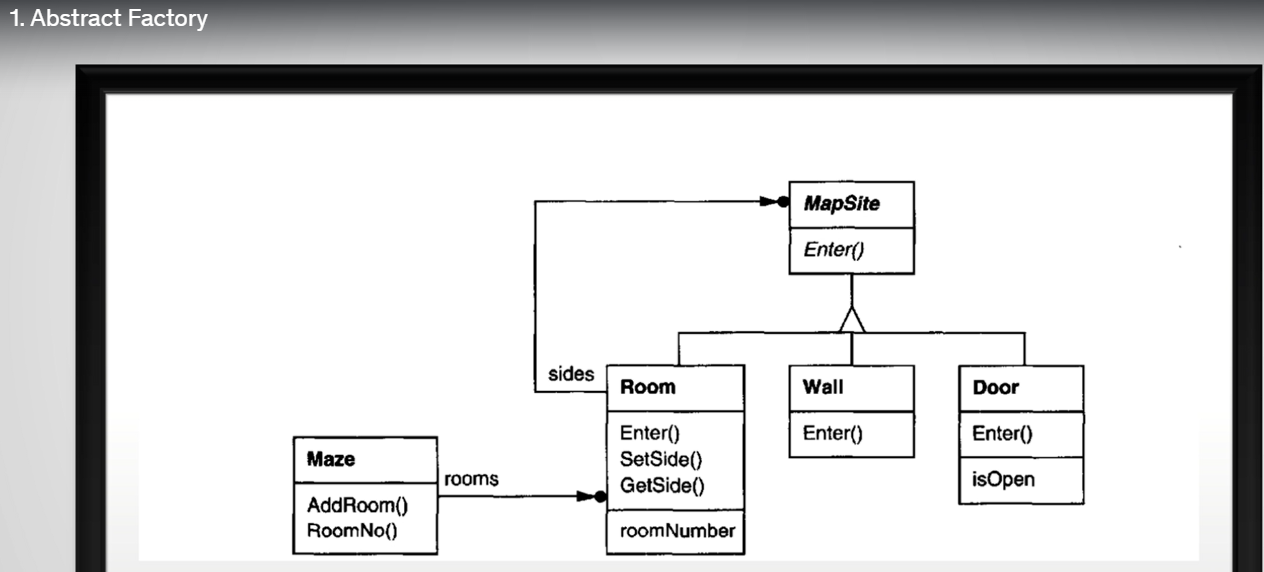 1. Abstract Factory
MapSite
Enter()
sides
Room
Enter()
SetSide()
GetSide()
roomNumber
Wall
Enter()
Door
Enter()
isOpen
Maze
AddRoom()
RoomNo()
rooms